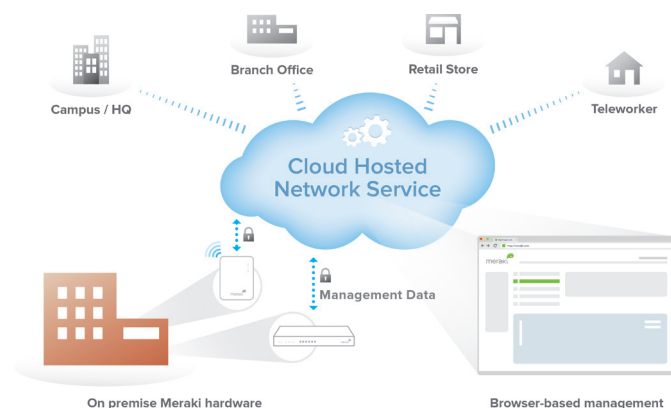 Branch Office
Retail Store
Campus / HQ
Teleworker
Cloud Hosted
Network Service
meraki
Management Data
meraki
On premise Meraki hardware
Browser-based management